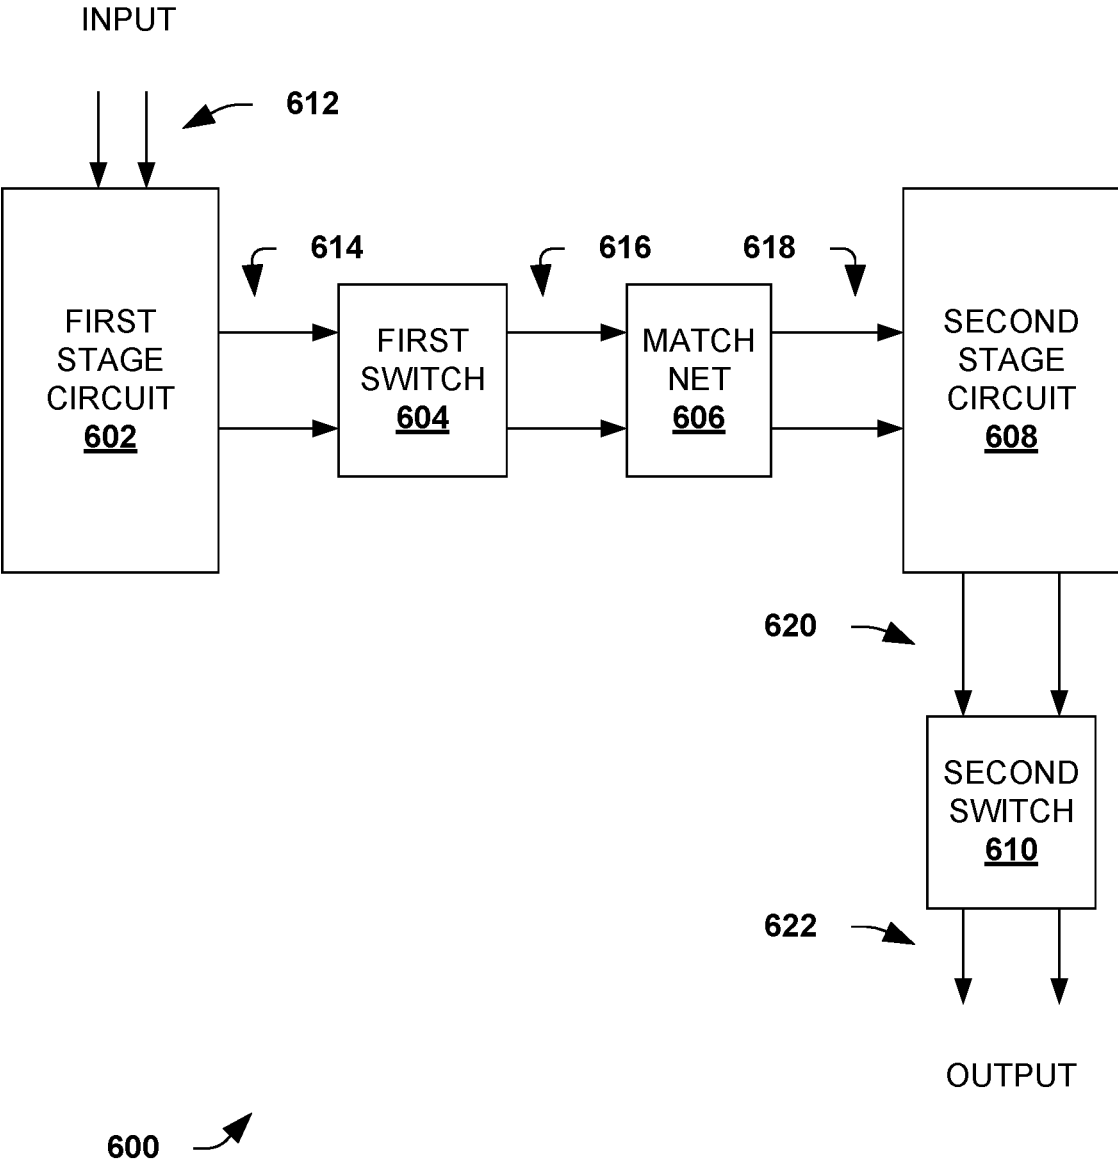 INPUT
612
614
616
618
FIRST
STAGE
CIRCUIT
602
FIRST
SWITCH
604
MATCH
NET
606
SECOND
STAGE
CIRCUIT
608
620
SECOND
SWITCH
610
622
OUTPUT
600